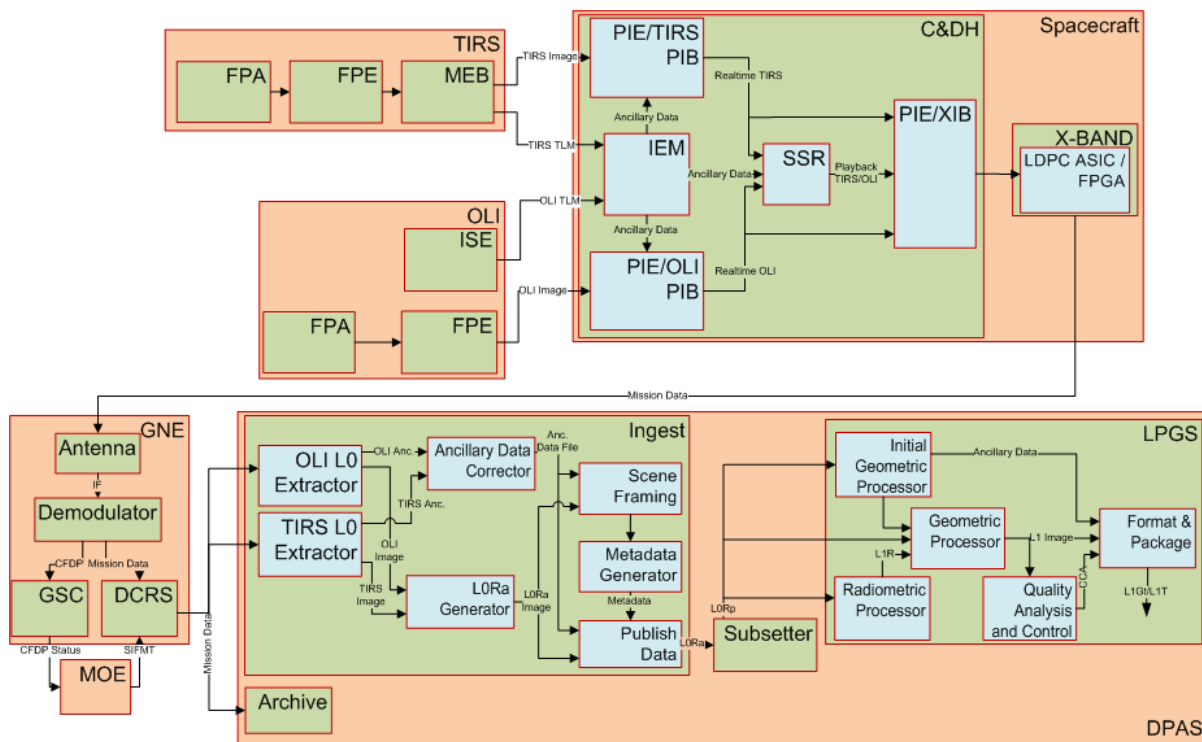 TIRS
FPA
FPE
MEB
TIRS Image
TIRS TLM
OLI
ISE
FPA
FPE
OLI TLM
OLI Image
Spacecraft
C&DH
PIE/TIRS
PIB
Realtime TIRS
Ancillary Data
IEM
Ancillary Data
Ancillary Data
SSR
Playback
TIRS/OLI
PIE/OLI
PIB
Realtime OLI
PIE/XIB
X-BAND
LDPC ASIC /
FPGA
Mission Data
GNE
Antenna
IF
Demodulator
CFDP
Mission Data
GSC
DCRS
CFDP Status
SIFMT
MOE
Mission Data
DPAS
Ingest
OLI L0
Extractor
OLI Anc.
TIRS L0
Extractor
TIRS Anc.
OLI
Image
TIRS
Image
Ancillary Data
Corrector
Anc.
Data File
L0Ra
Generator
L0Ra
Image
Scene
Framing
Metadata
Generator
Metadata
Publish
Data
L0Ra
Archive
Subsetter
L0Rp
LPGS
Initial
Geometric
Processor
Ancillary Data
Geometric
Processor
L1R
Radiometric
Processor
L1 Image
Quality
Analysis
and Control
CCA
Format &
Package
L1Gt/L1T